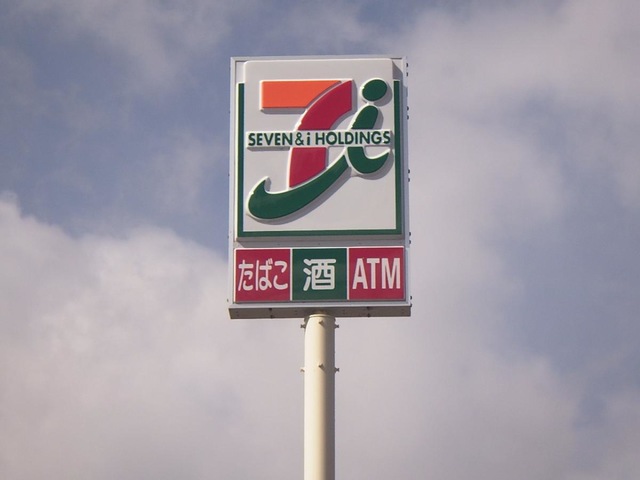 SEVEN & i HOLDINGS
たばこ 酒 ATM